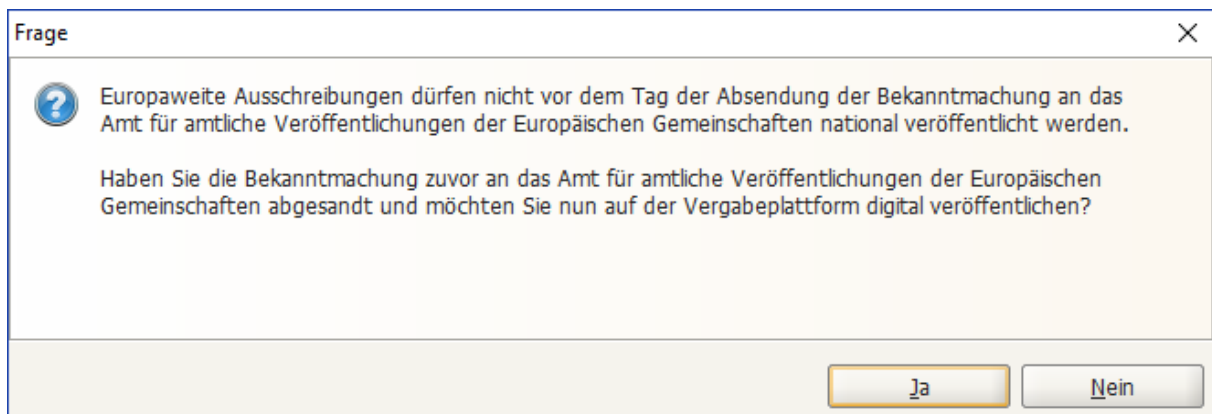 Frage
Europaweite Ausschreibungen dürfen nicht vor dem Tag der Absendung der Bekanntmachung an das
Amt für amtliche Veröffentlichungen der Europäischen Gemeinschaften national veröffentlicht werden.
Haben Sie die Bekanntmachung zuvor an das Amt für amtliche Veröffentlichungen der Europäischen
Gemeinschaften abgesandt und möchten Sie nun auf der Vergabeplattform digital veröffentlichen?
Ja
Nein